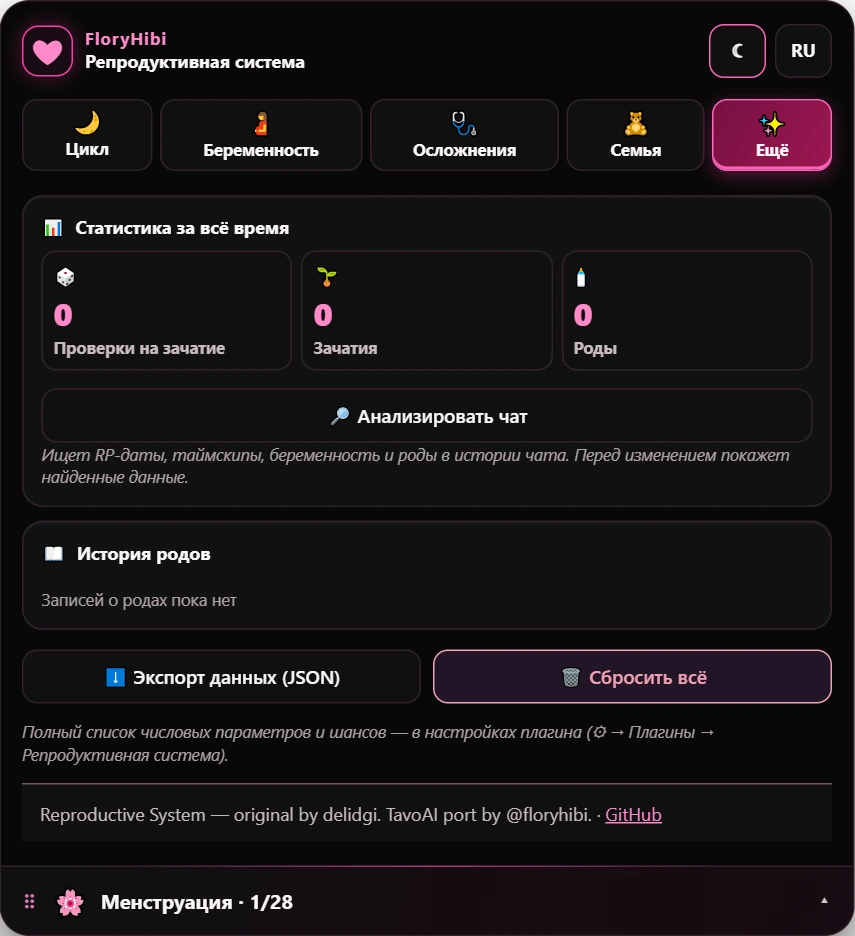 FloryHibi
Репродуктивная система
RU
Цикл
Беременность
Осложнения
Семья
Ещё
Статистика за всё время
0
Проверки на зачатие
0
Зачатия
0
Роды
Анализировать чат
Ищет RP-даты, таймскипы, беременность и роды в истории чата. Перед изменением покажет
найденные данные.
История родов
Записей о родах пока нет
Экспорт данных (JSON)
Сбросить всё
Полный список числовых параметров и шансов — в настройках плагина (⚙ → Плагины →
Репродуктивная система).
Reproductive System — original by delidgi. TavoAI port by @floryhibi. · GitHub
Менструация · 1/28